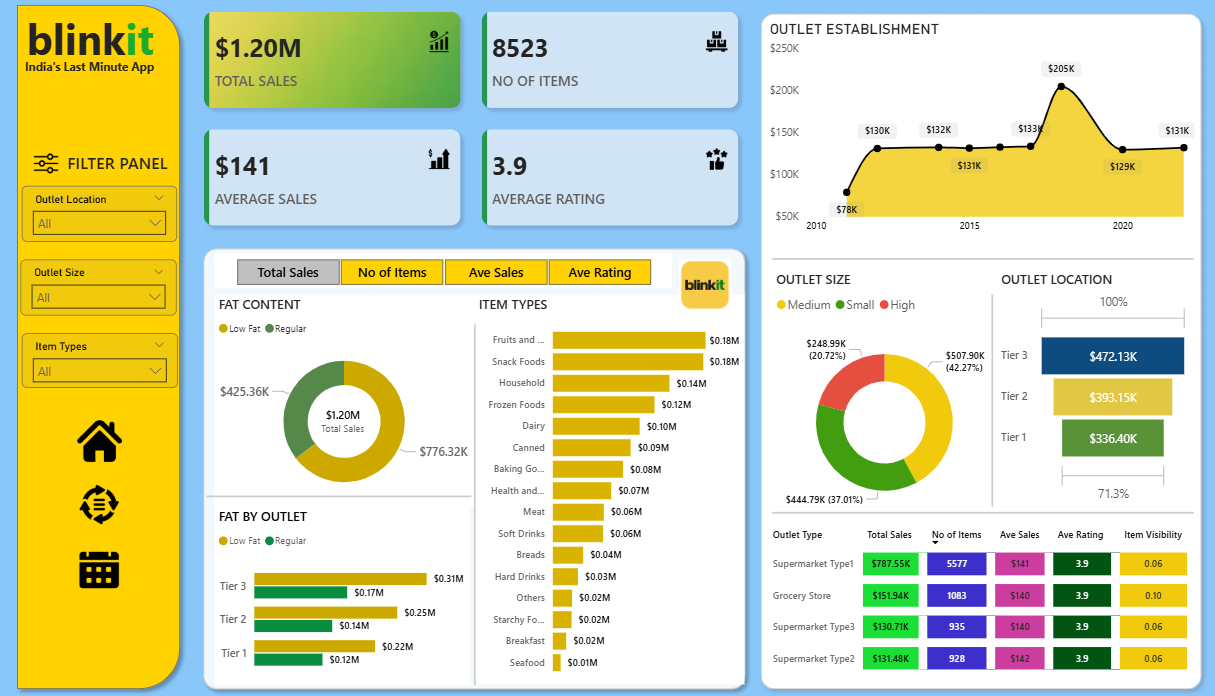 blinkit
India's Last Minute App
FILTER PANEL
Outlet Location
All
Outlet Size
All
Item Types
All
$1.20M
TOTAL SALES
8523
NO OF ITEMS
$141
AVERAGE SALES
3.9
AVERAGE RATING
Total Sales No of Items Ave Sales Ave Rating
blinkit
FAT CONTENT
Low Fat Regular
$425.36K
$1.20M
Total Sales
$776.32K
FAT BY OUTLET
Low Fat Regular
Tier 3 $0.31M
$0.17M
Tier 2 $0.25M
$0.14M
Tier 1 $0.22M
$0.12M
ITEM TYPES
Fruits and ... $0.18M
Snack Foods $0.18M
Household $0.14M
Frozen Foods $0.12M
Dairy $0.10M
Canned $0.09M
Baking Go... $0.08M
Health and... $0.07M
Meat $0.06M
Soft Drinks $0.06M
Breads $0.04M
Hard Drinks $0.03M
Others $0.02M
Starchy Fo... $0.02M
Breakfast $0.02M
Seafood $0.01M
OUTLET ESTABLISHMENT
$250K
$200K
$150K
$100K
$50K
$78K
$130K
$132K
$131K
$133K
$205K
$129K
$131K
2010 2015 2020
OUTLET SIZE
Medium Small High
$248.99K
(20.72%)
$507.90K
(42.27%)
$444.79K (37.01%)
OUTLET LOCATION
100%
Tier 3 $472.13K
Tier 2 $393.15K
Tier 1 $336.40K
71.3%
Outlet Type Total Sales No of Items Ave Sales Ave Rating Item Visibility
Supermarket Type1 $787.55K 5577 $141 3.9 0.06
Grocery Store $151.94K 1083 $140 3.9 0.10
Supermarket Type3 $130.71K 935 $140 3.9 0.06
Supermarket Type2 $131.48K 928 $142 3.9 0.06